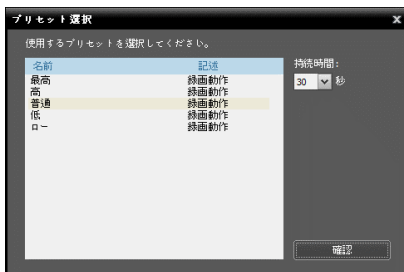 プリセット選択
使用するプリセットを選択してください。
名前 記述
最高 録画動作
高 録画動作
普通 録画動作
低 録画動作
ロー 録画動作
持続時間:
30 秒
確認